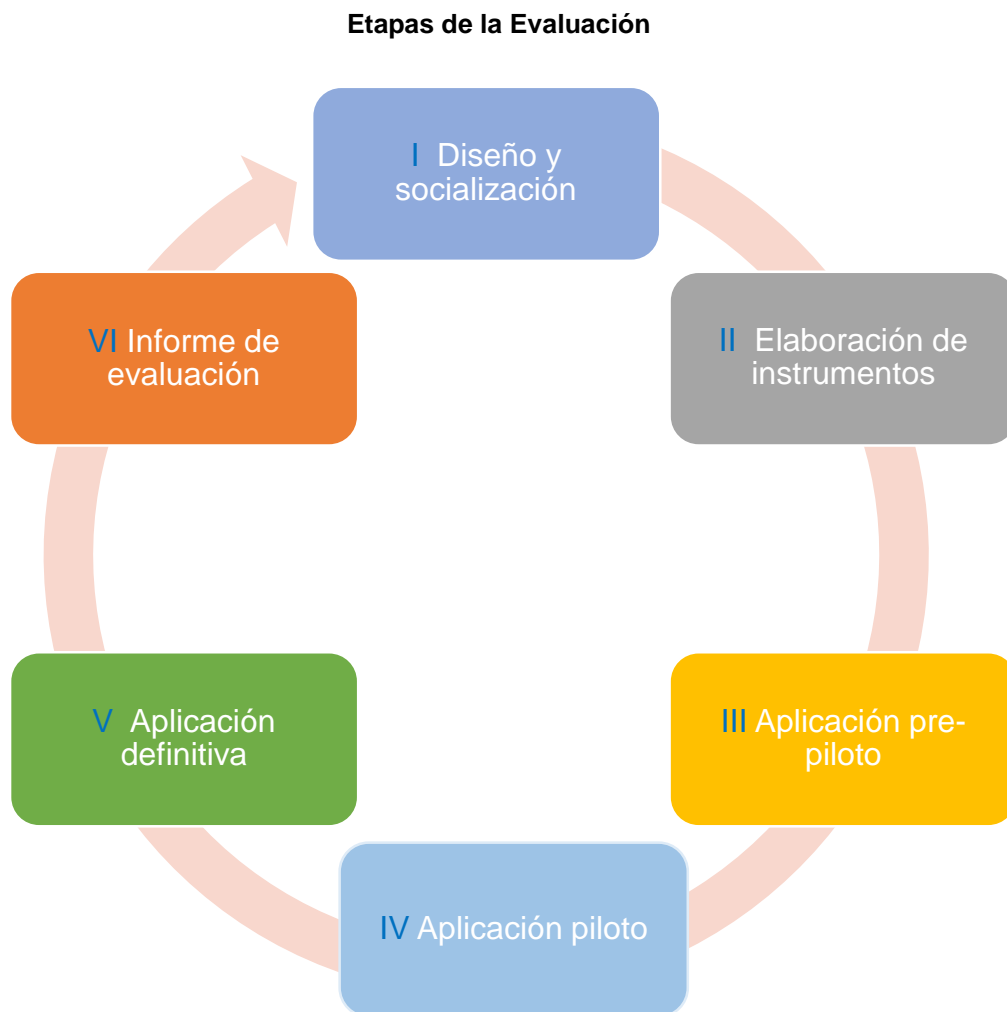 Etapas de la Evaluación
I Diseño y
socialización
II Elaboración de
instrumentos
III Aplicación pre-
piloto
IV Aplicación piloto
V Aplicación
definitiva
VI Informe de
evaluación